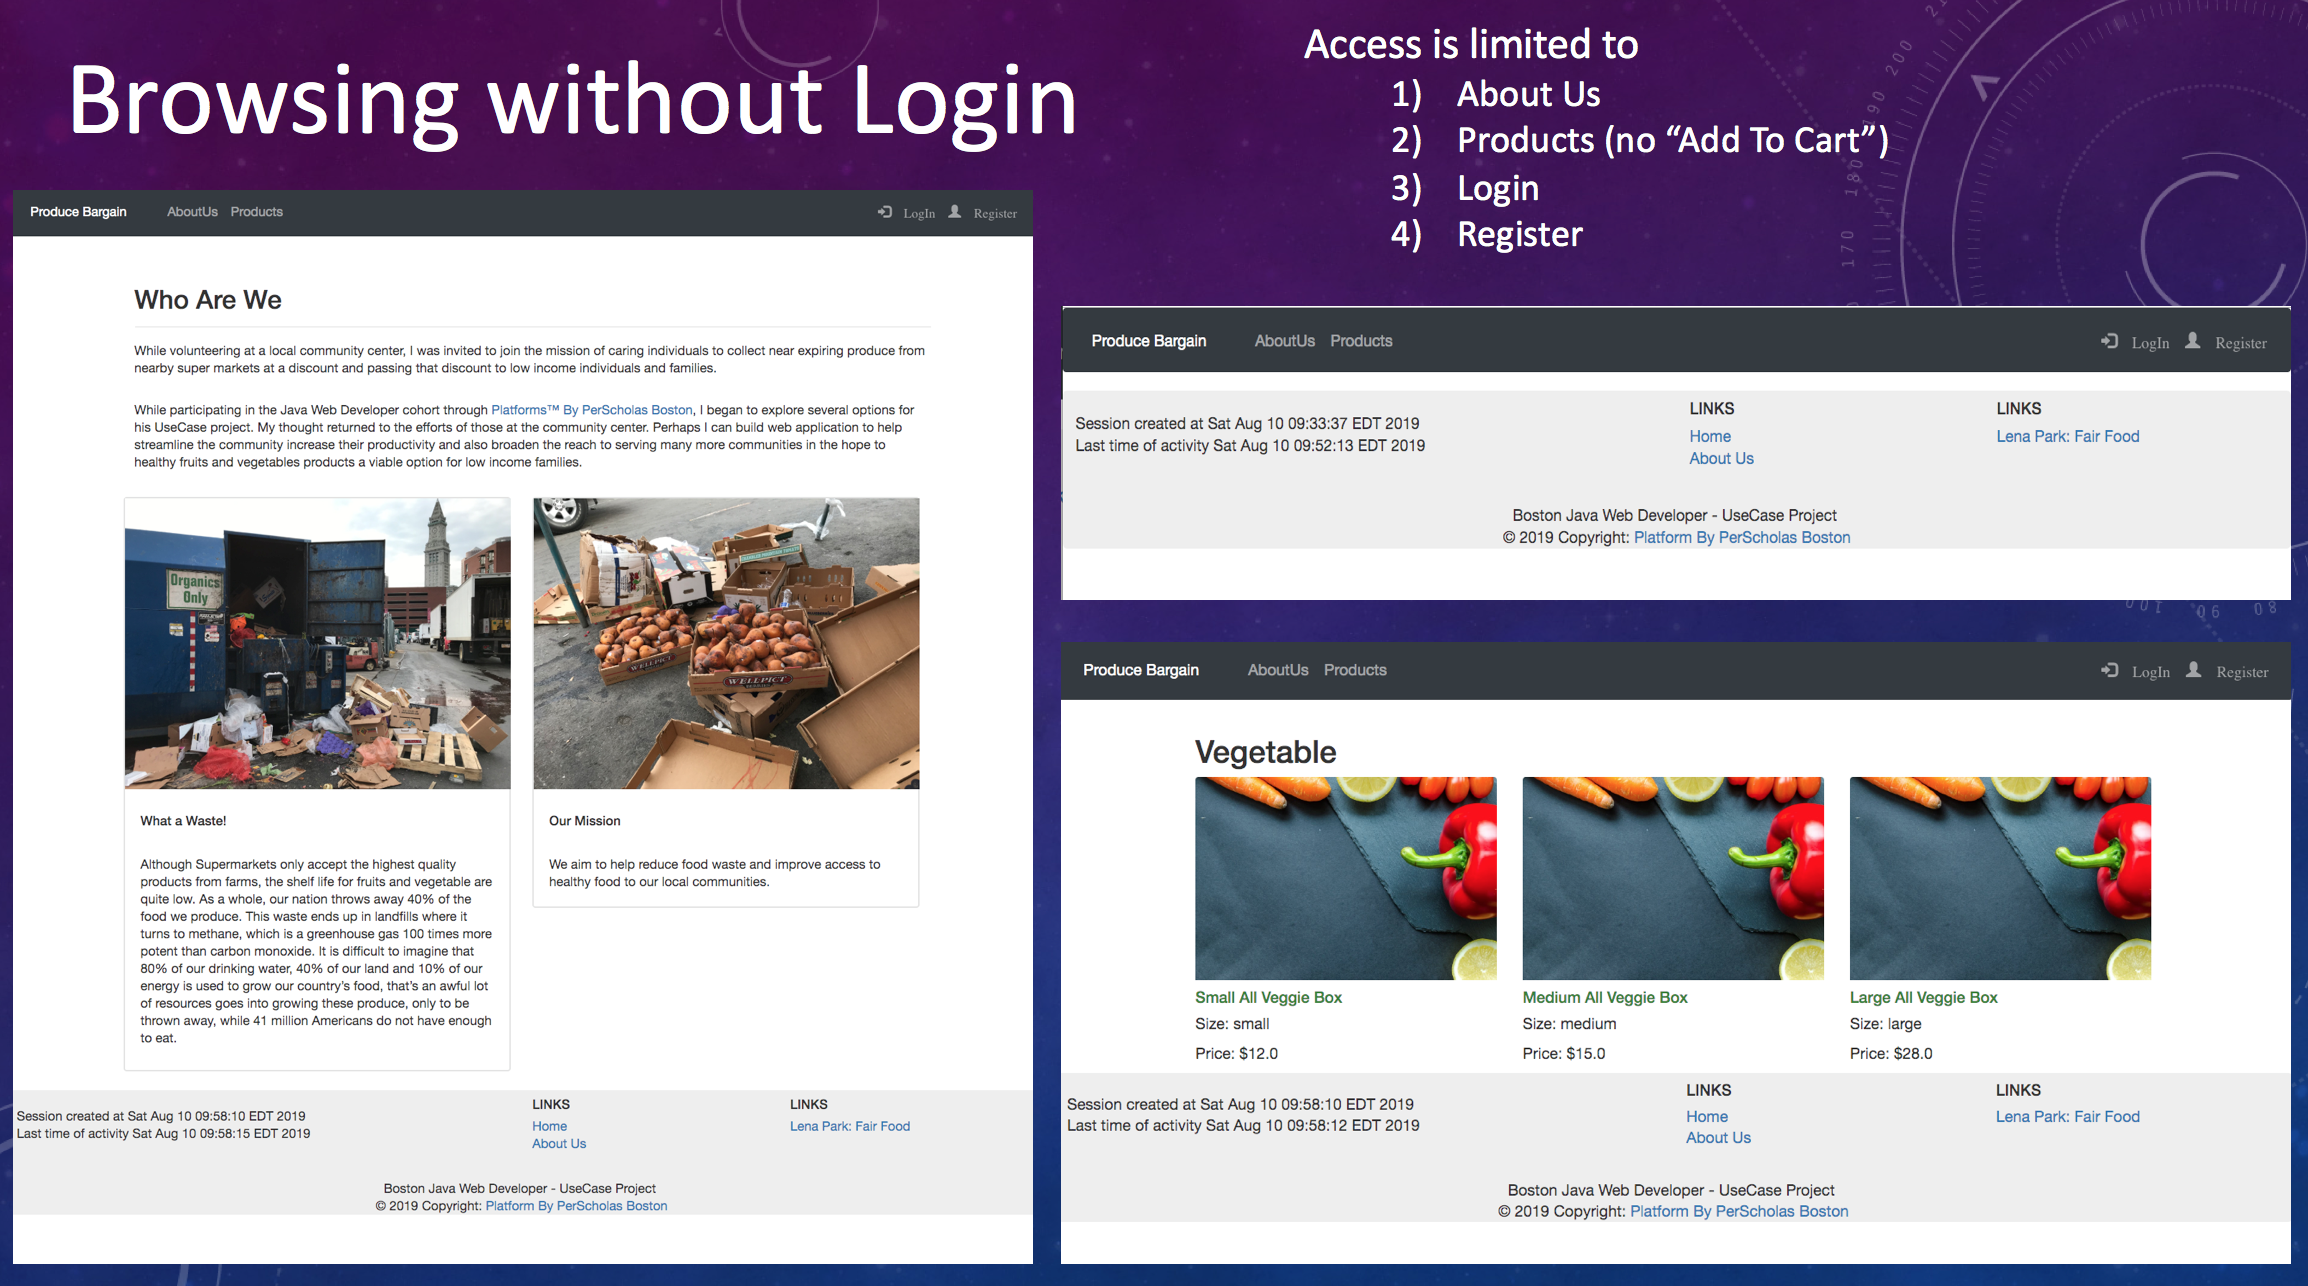 Browsing without Login
Access is limited to
1) About Us
2) Products (no “Add To Cart”)
3) Login
4) Register
Produce Bargain AboutUs Products LogIn Register
Who Are We
While volunteering at a local community center, I was invited to join the mission of caring individuals to collect near expiring produce from
nearby super markets at a discount and passing that discount to low income individuals and families.
While participating in the Java Web Developer cohort through Platforms™ By PerScholas Boston, I began to explore several options for
his UseCase project. My thought returned to the efforts of those at the community center. Perhaps I can build web application to help
streamline the community increase their productivity and also broaden the reach to serving many more communities in the hope to
healthy fruits and vegetables products a viable option for low income families.
Organics
Only
WELLPICT
WELLPICT
What a Waste!
Although Supermarkets only accept the highest quality
products from farms, the shelf life for fruits and vegetable are
quite low. As a whole, our nation throws away 40% of the
food we produce. This waste ends up in landfills where it
turns to methane, which is a greenhouse gas 100 times more
potent than carbon monoxide. It is difficult to imagine that
80% of our drinking water, 40% of our land and 10% of our
energy is used to grow our country's food, that's an awful lot
of resources goes into growing these produce, only to be
thrown away, while 41 million Americans do not have enough
to eat.
Our Mission
We aim to help reduce food waste and improve access to
healthy food to our local communities.
Session created at Sat Aug 10 09:58:10 EDT 2019
Last time of activity Sat Aug 10 09:58:15 EDT 2019
LINKS
Home
About Us
LINKS
Lena Park: Fair Food
Boston Java Web Developer - UseCase Project
© 2019 Copyright: Platform By PerScholas Boston
Produce Bargain AboutUs Products LogIn Register
Session created at Sat Aug 10 09:33:37 EDT 2019
Last time of activity Sat Aug 10 09:52:13 EDT 2019
LINKS
Home
About Us
LINKS
Lena Park: Fair Food
Boston Java Web Developer - UseCase Project
© 2019 Copyright: Platform By PerScholas Boston
Produce Bargain AboutUs Products LogIn Register
Vegetable
Small All Veggie Box
Size: small
Price: $12.0
Medium All Veggie Box
Size: medium
Price: $15.0
Large All Veggie Box
Size: large
Price: $28.0
Session created at Sat Aug 10 09:58:10 EDT 2019
Last time of activity Sat Aug 10 09:58:12 EDT 2019
LINKS
Home
About Us
LINKS
Lena Park: Fair Food
Boston Java Web Developer - UseCase Project
© 2019 Copyright: Platform By PerScholas Boston
200
190
180
170
100
90
80